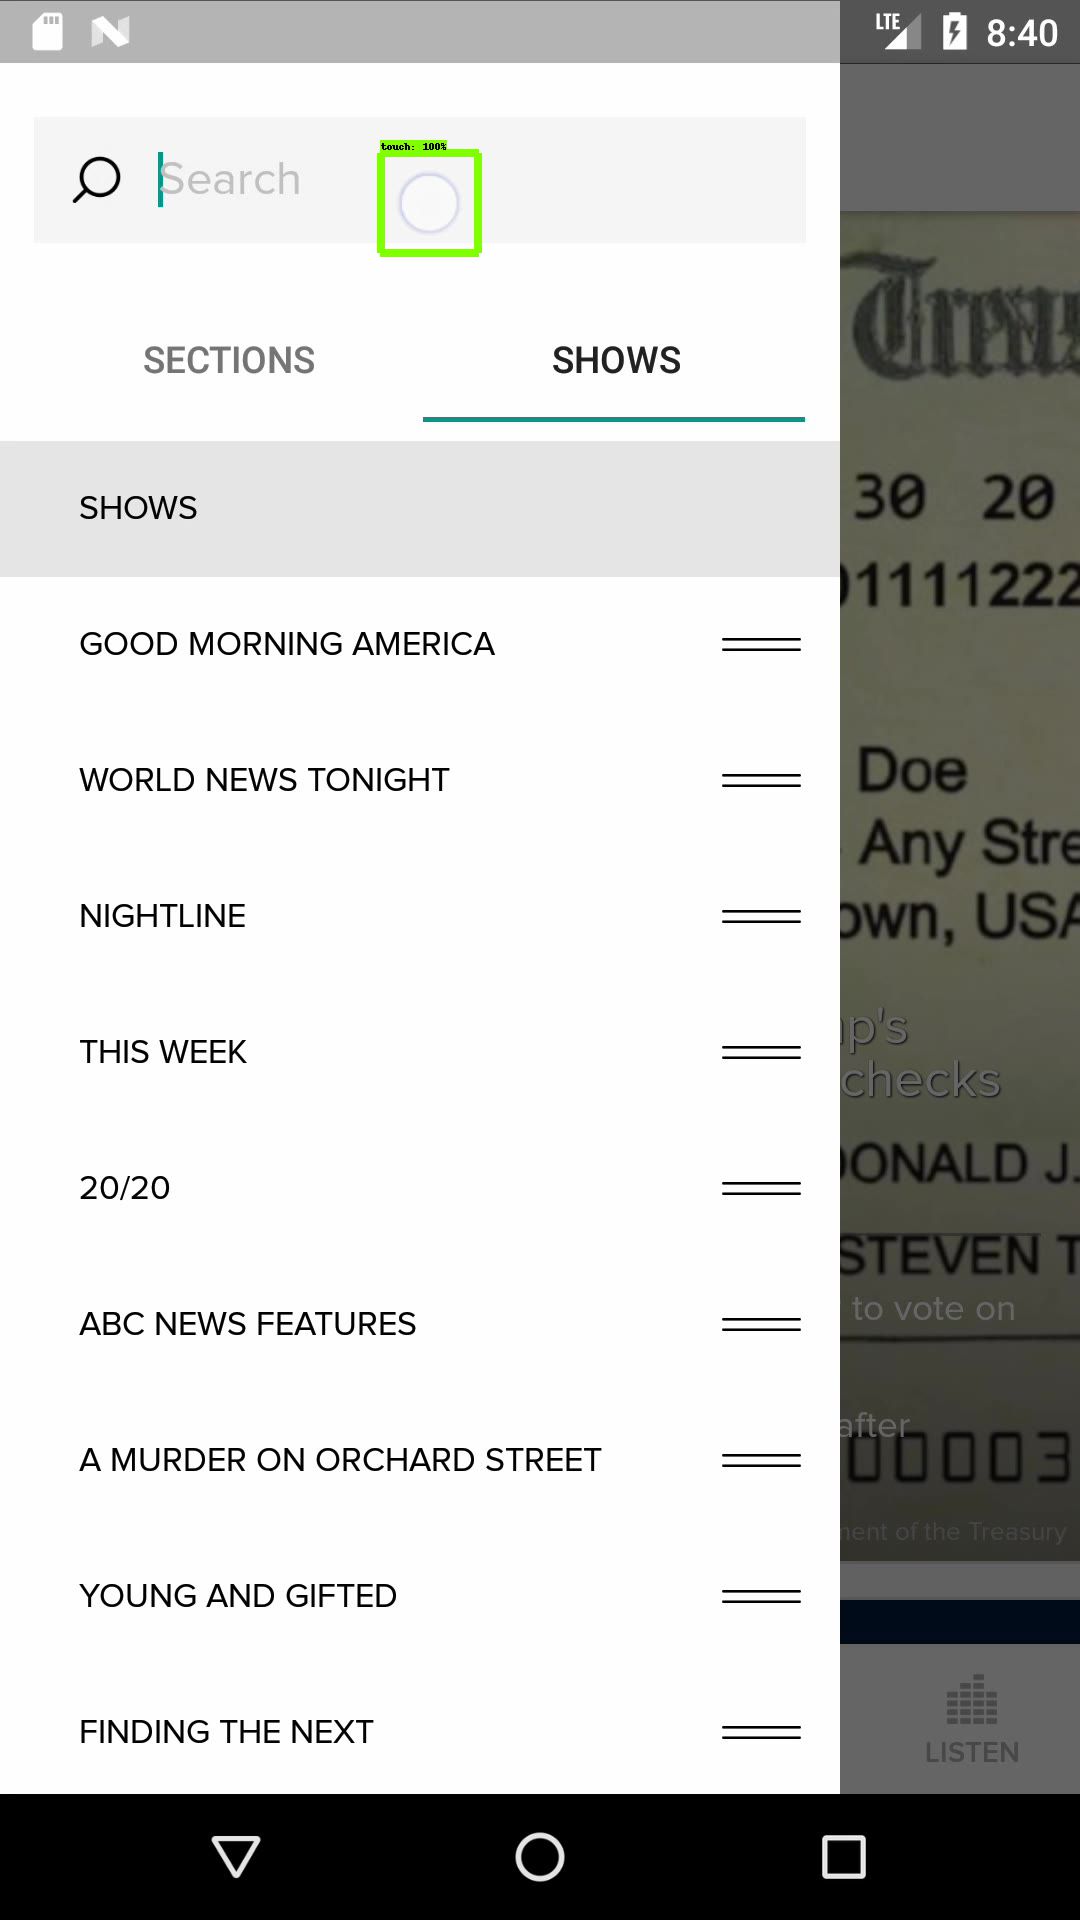 LTE 8:40
touch: 100%
Search
SECTIONS SHOWS
SHOWS
GOOD MORNING AMERICA
WORLD NEWS TONIGHT
NIGHTLINE
THIS WEEK
20/20
ABC NEWS FEATURES
A MURDER ON ORCHARD STREET
YOUNG AND GIFTED
FINDING THE NEXT
30 20
01111222
Doe
Any Stre
own, USA
p's
checks
DONALD J.
STEVEN T
to vote on
after
00003
ment of the Treasury
LISTEN